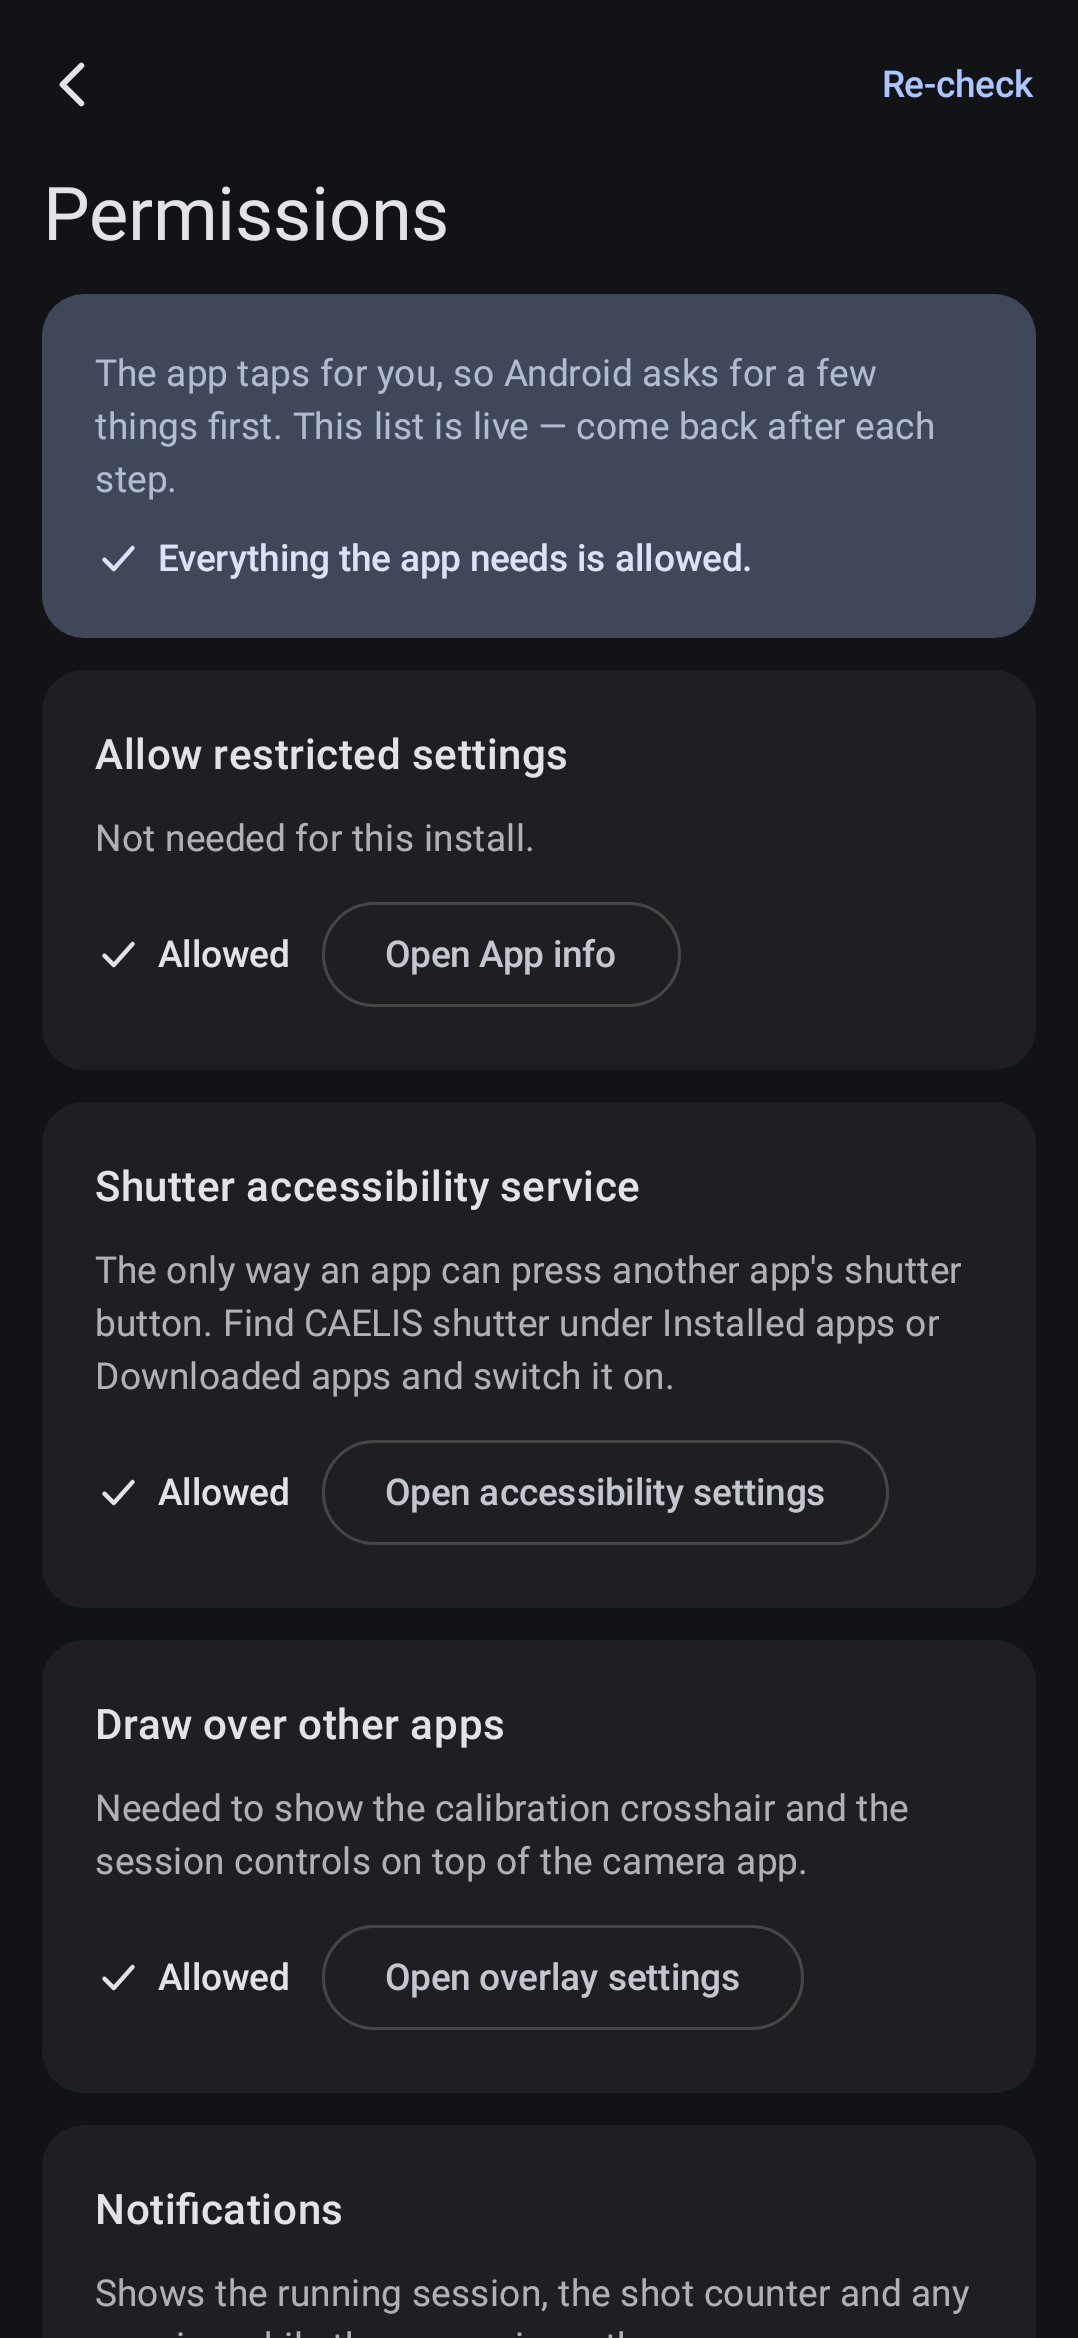 Re-check
Permissions
The app taps for you, so Android asks for a few
things first. This list is live — come back after each
step.
Everything the app needs is allowed.
Allow restricted settings
Not needed for this install.
Allowed
Open App info
Shutter accessibility service
The only way an app can press another app's shutter
button. Find CAELIS shutter under Installed apps or
Downloaded apps and switch it on.
Allowed
Open accessibility settings
Draw over other apps
Needed to show the calibration crosshair and the
session controls on top of the camera app.
Allowed
Open overlay settings
Notifications
Shows the running session, the shot counter and any